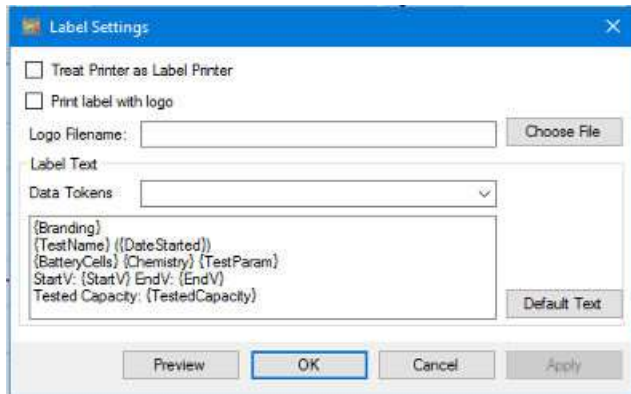 Label Settings
Treat Printer as Label Printer
Print label with logo
Logo Filename:
Choose File
Label Text
Data Tokens
{Branding}
{TestName} ({DateStarted})
{BatteryCells} {Chemistry} {TestParam}
StartV: {StartV} EndV: {EndV}
Tested Capacity: {TestedCapacity}
Default Text
Preview
OK
Cancel
Apply